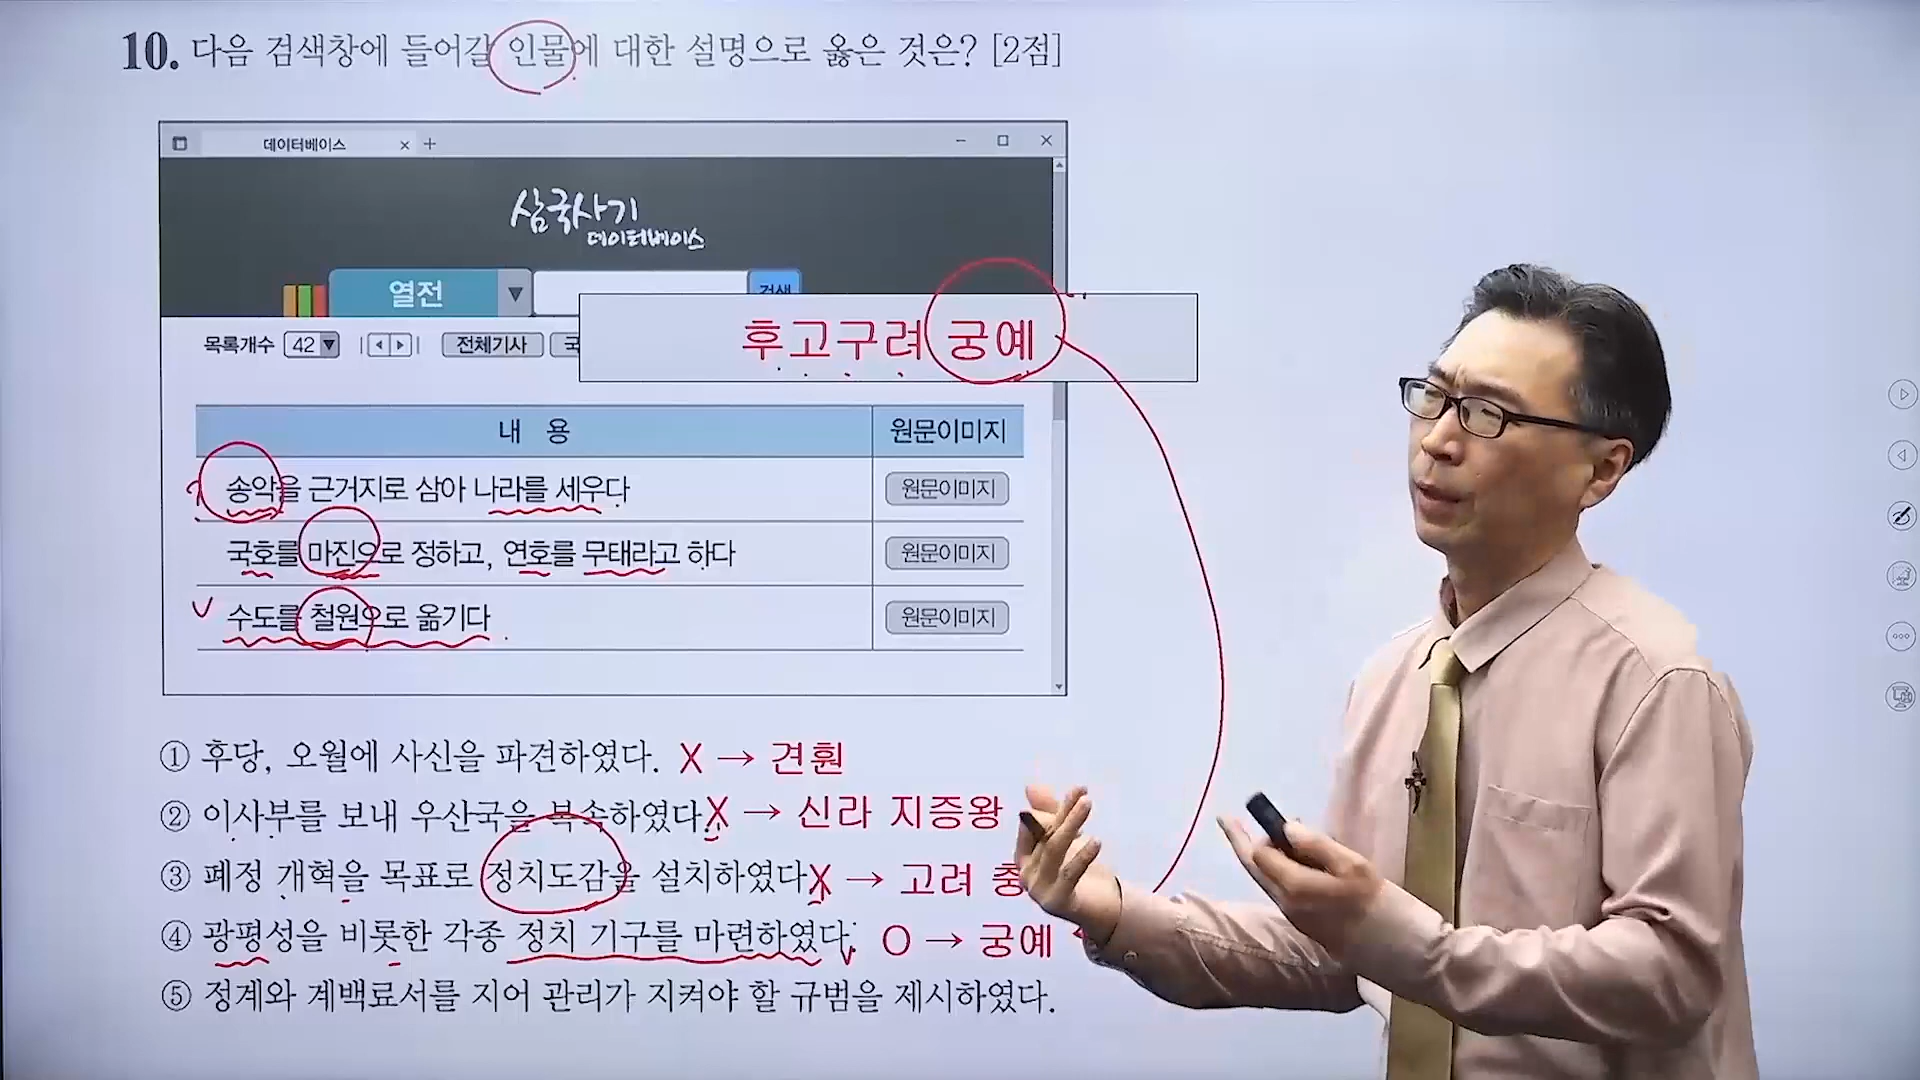 10. 다음 검색창에 들어갈 인물에 대한 설명으로 옳은 것은? [2점]
데이터베이스
삼국사기
데이터베이스
열전
검색
후고구려 궁예
목록개수 42 전체기사
내 용 원문이미지
송악을 근거지로 삼아 나라를 세우다 원문이미지
국호를 마진으로 정하고, 연호를 무태라고 하다 원문이미지
수도를 철원으로 옮기다 원문이미지
① 후당, 오월에 사신을 파견하였다. X → 견훤
② 이사부를 보내 우산국을 복속하였다. X → 신라 지증왕
③ 폐정 개혁을 목표로 정치도감을 설치하였다. X → 고려 충
④ 광평성을 비롯한 각종 정치 기구를 마련하였다. O → 궁예
⑤ 정계와 계백료서를 지어 관리가 지켜야 할 규범을 제시하였다.